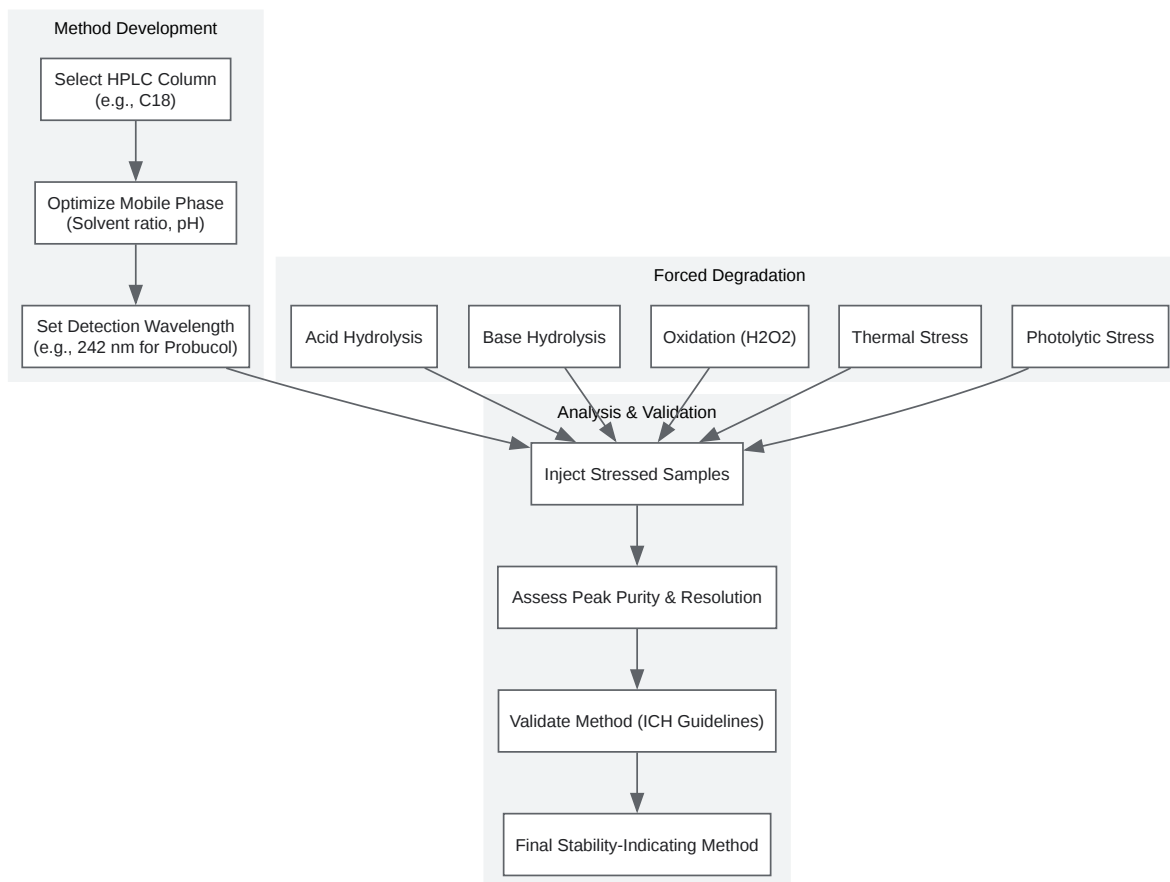 Method Development
Select HPLC Column
(e.g., C18)
Optimize Mobile Phase
(Solvent ratio, pH)
Set Detection Wavelength
(e.g., 242 nm for Probucol)
Forced Degradation
Acid Hydrolysis
Base Hydrolysis
Oxidation (H2O2)
Thermal Stress
Photolytic Stress
Analysis & Validation
Inject Stressed Samples
Assess Peak Purity & Resolution
Validate Method (ICH Guidelines)
Final Stability-Indicating Method